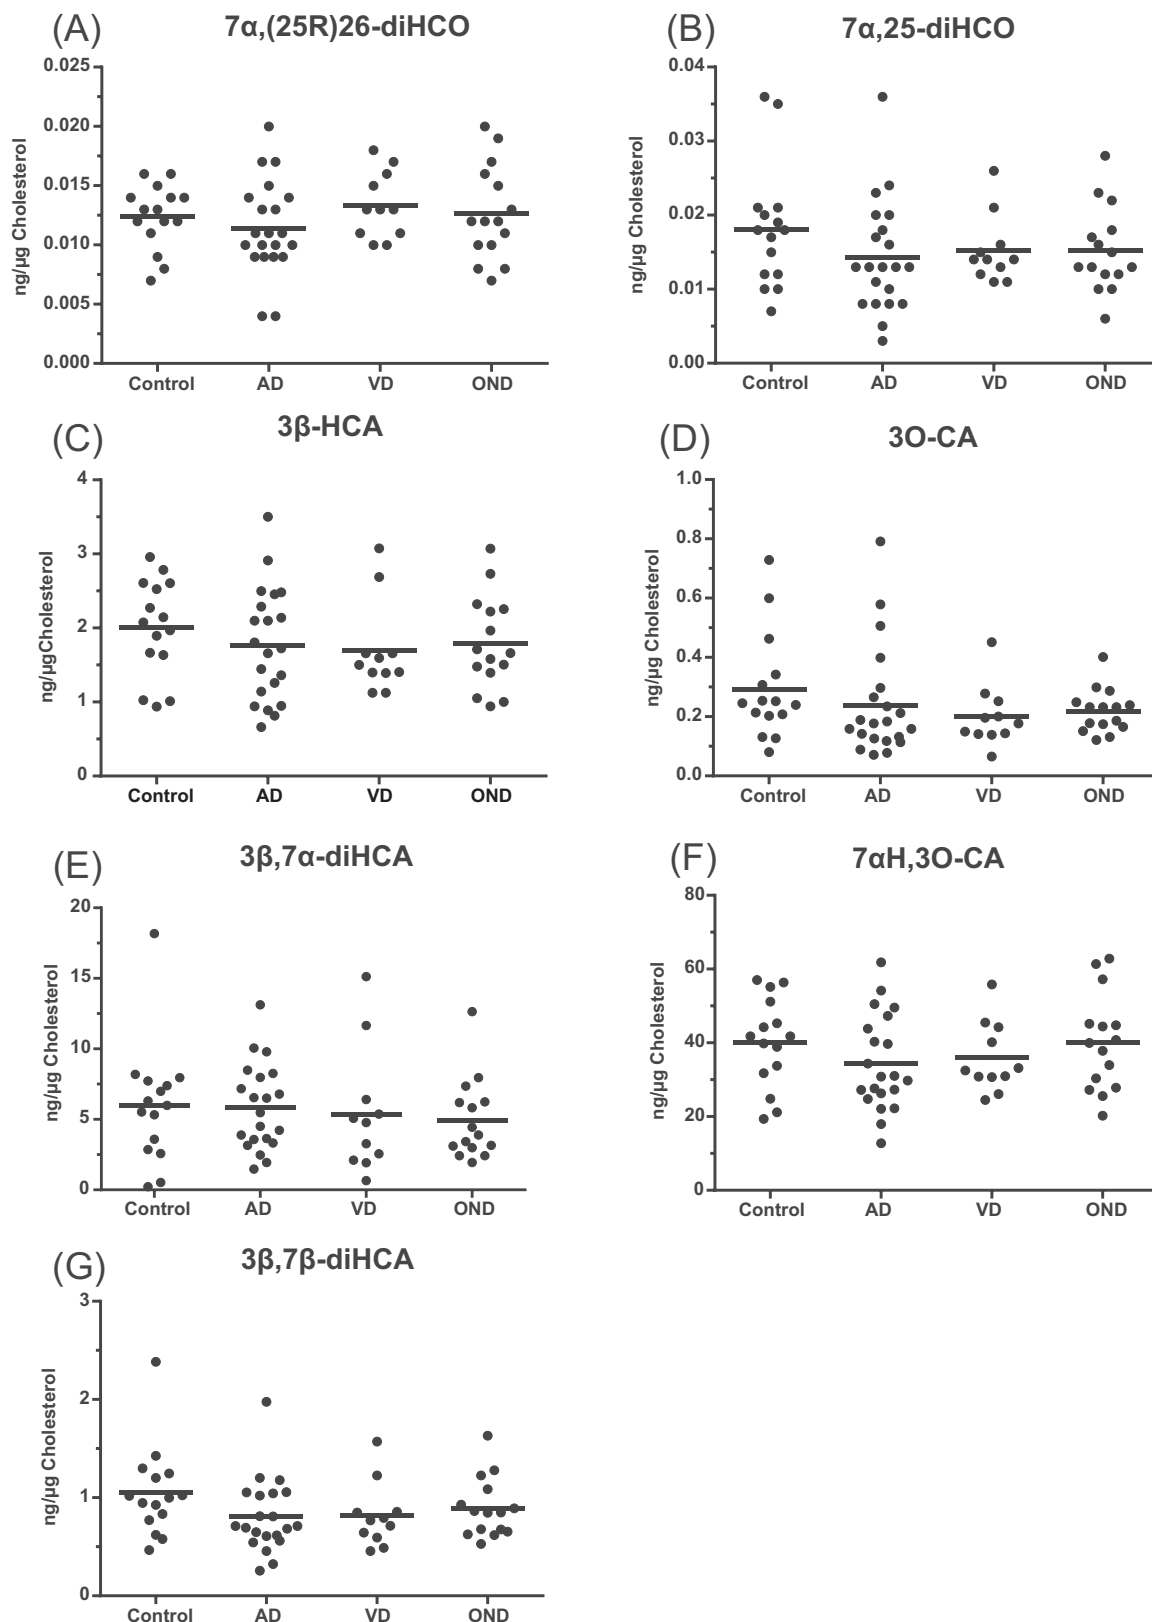 (A) 7α,(25R)26-diHCO
0.025
0.020
0.015
0.010
0.005
0.000
ng/µg Cholesterol
Control AD VD OND
(B) 7α,25-diHCO
0.04
0.03
0.02
0.01
0.00
ng/µg Cholesterol
Control AD VD OND
(C) 3β-HCA
4
3
2
1
0
ng/µgCholesterol
Control AD VD OND
(D) 3O-CA
1.0
0.8
0.6
0.4
0.2
0.0
ng/µg Cholesterol
Control AD VD OND
(E) 3β,7α-diHCA
20
15
10
5
0
ng/µg Cholesterol
Control AD VD OND
(F) 7αH,3O-CA
80
60
40
20
0
ng/µg Cholesterol
Control AD VD OND
(G) 3β,7β-diHCA
3
2
1
0
ng/µg Cholesterol
Control AD VD OND